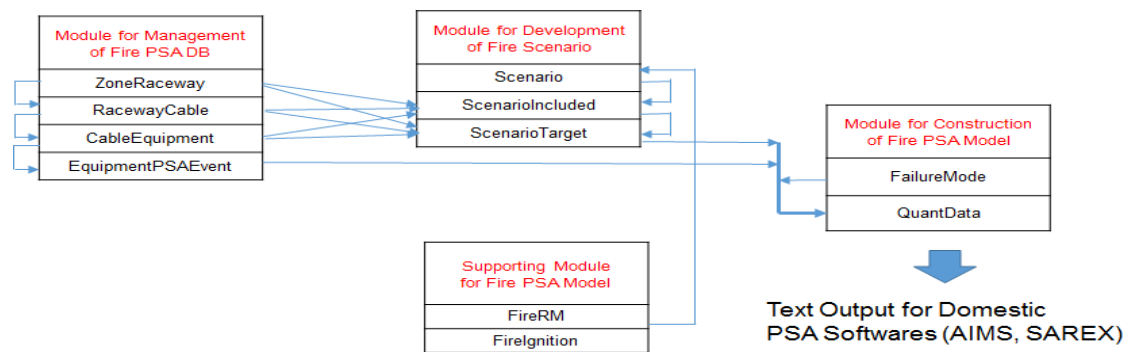 Module for Management
of Fire PSA DB
ZoneRaceway
RacewayCable
CableEquipment
EquipmentPSAEvent
Module for Development
of Fire Scenario
Scenario
ScenarioIncluded
ScenarioTarget
Module for Construction
of Fire PSA Model
FailureMode
QuantData
Supporting Module
for Fire PSA Model
FireRM
FireIgnition
Text Output for Domestic
PSA Softwares (AIMS, SAREX)